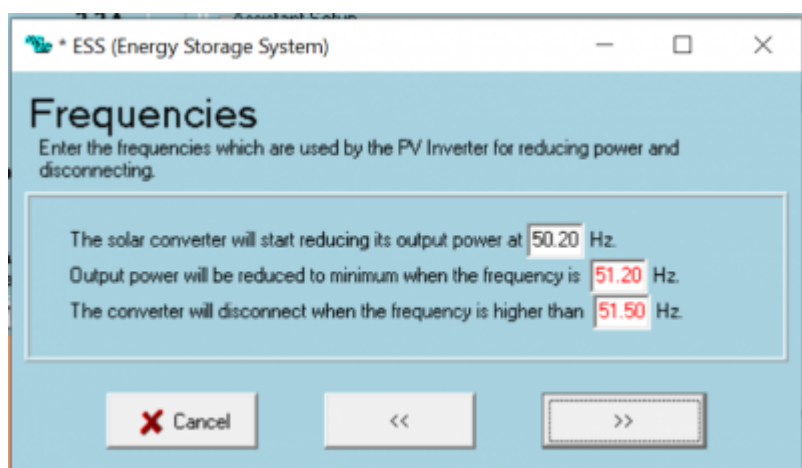 Assistant Setup
* ESS (Energy Storage System)
Frequencies
Enter the frequencies which are used by the PV Inverter for reducing power and
disconnecting.
The solar converter will start reducing its output power at 50.20 Hz.
Output power will be reduced to minimum when the frequency is 51.20 Hz.
The converter will disconnect when the frequency is higher than 51.50 Hz.
Cancel << >>